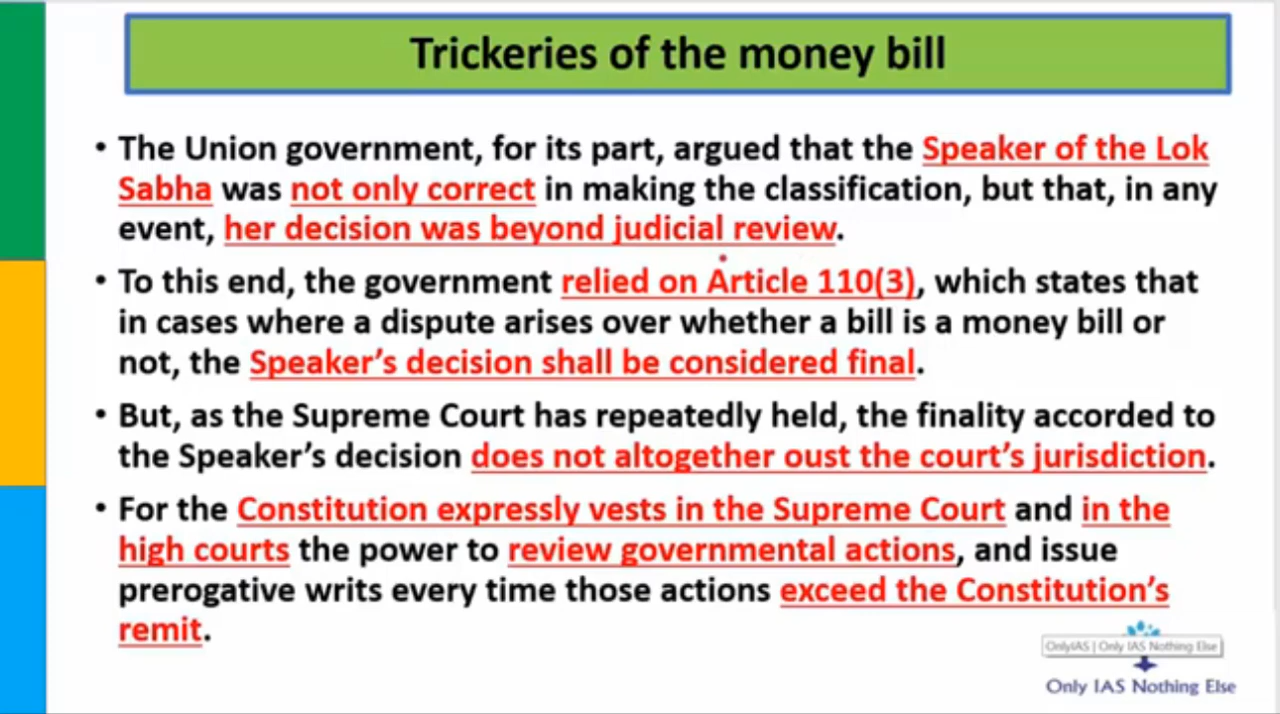 Trickeries of the money bill
• The Union government, for its part, argued that the Speaker of the Lok
Sabha was not only correct in making the classification, but that, in any
event, her decision was beyond judicial review.
• To this end, the government relied on Article 110(3), which states that
in cases where a dispute arises over whether a bill is a money bill or
not, the Speaker’s decision shall be considered final.
• But, as the Supreme Court has repeatedly held, the finality accorded to
the Speaker’s decision does not altogether oust the court’s jurisdiction.
• For the Constitution expressly vests in the Supreme Court and in the
high courts the power to review governmental actions, and issue
prerogative writs every time those actions exceed the Constitution’s
remit.
OnlyIAS | Only IAS Nothing Else
Only IAS Nothing Else